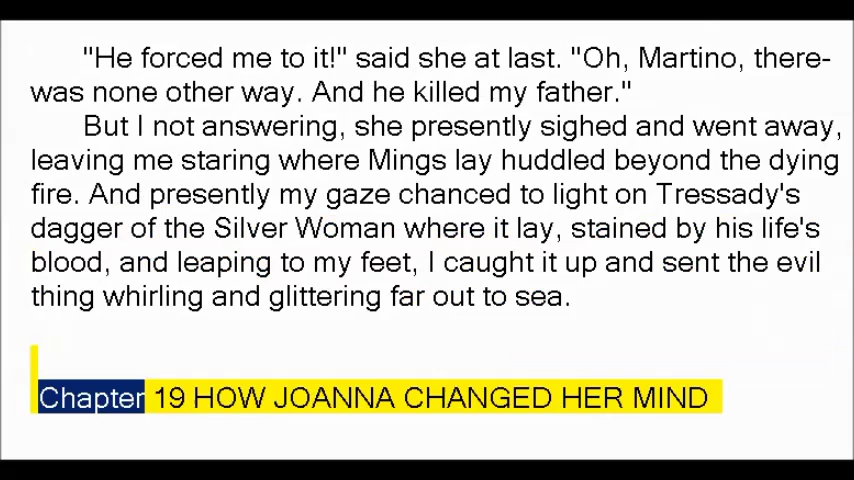 "He forced me to it!" said she at last. "Oh, Martino, there-
was none other way. And he killed my father."
But I not answering, she presently sighed and went away,
leaving me staring where Mings lay huddled beyond the dying
fire. And presently my gaze chanced to light on Tressady's
dagger of the Silver Woman where it lay, stained by his life's
blood, and leaping to my feet, I caught it up and sent the evil
thing whirling and glittering far out to sea.
Chapter 19 HOW JOANNA CHANGED HER MIND